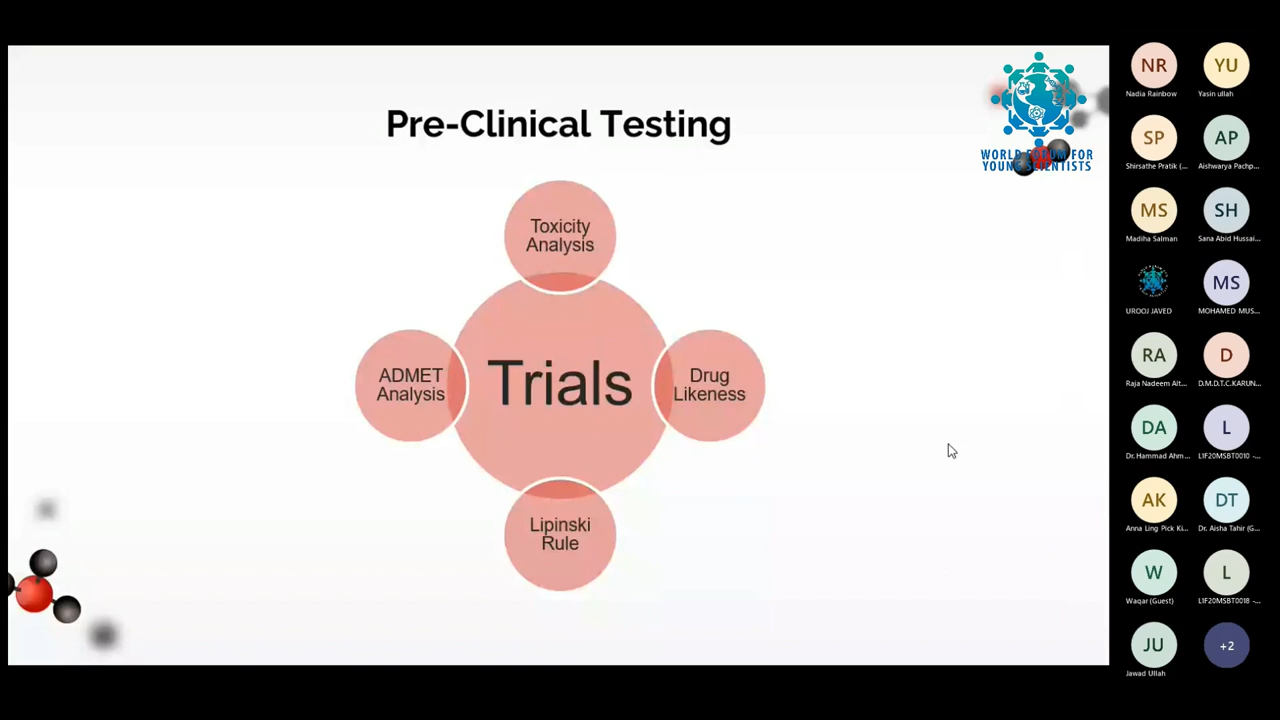 Pre-Clinical Testing
WORLD FORUM FOR
YOUNG SCIENTISTS
Toxicity
Analysis
ADMET
Analysis
Trials
Drug
Likeness
Lipinski
Rule
NR
YU
Nadia Rainbow
Yasin ullah
SP
AP
Shirsathe Pratik (...
Aishwarya Pachp...
MS
SH
Madiha Salman
Sana Abid Hussai...
MS
UROOJ JAVED
MOHAMED MUS...
RA
D
Raja Nadeem Alt...
D.M.D.T.C.KARUN...
DA
L
Dr. Hammad Ahm...
L1F20MSBT0010 -...
AK
DT
Anna Ling Pick Ki...
Dr. Aisha Tahir (G...
W
L
Waqar (Guest)
L1F20MSBT0018 -...
JU
+2
Jawad Ullah